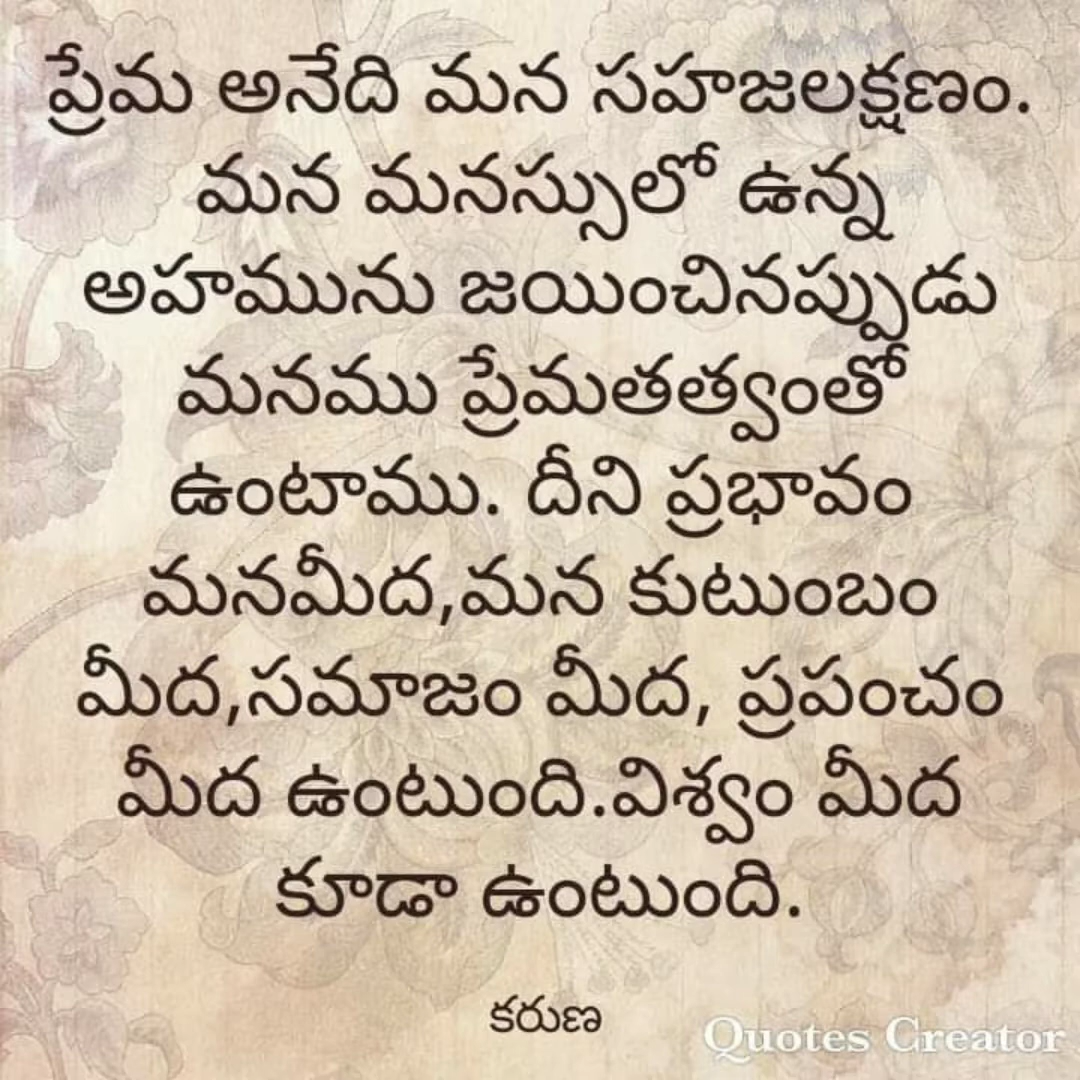 ప్రేమ అనేది మన సహజలక్షణం.
మన మనస్సులో ఉన్న
అహమును జయించినప్పుడు
మనము ప్రేమతత్వంతో
ఉంటాము. దీని ప్రభావం
మనమీద,మన కుటుంబం
మీద,సమాజం మీద, ప్రపంచం
మీద ఉంటుంది.విశ్వం మీద
కూడా ఉంటుంది.
కరుణ
Quotes Creator